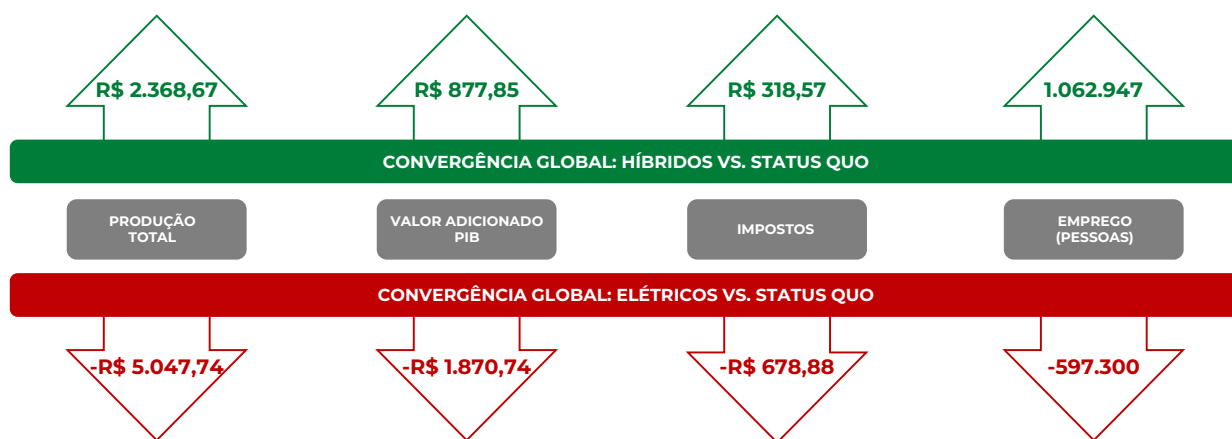 R$ 2.368,67
R$ 877,85
R$ 318,57
1.062.947
CONVERGÊNCIA GLOBAL: HÍBRIDOS VS. STATUS QUO
PRODUÇÃO
TOTAL
VALOR ADICIONADO
PIB
IMPOSTOS
EMPREGO
(PESSOAS)
CONVERGÊNCIA GLOBAL: ELÉTRICOS VS. STATUS QUO
-R$ 5.047,74
-R$ 1.870,74
-R$ 678,88
-597.300